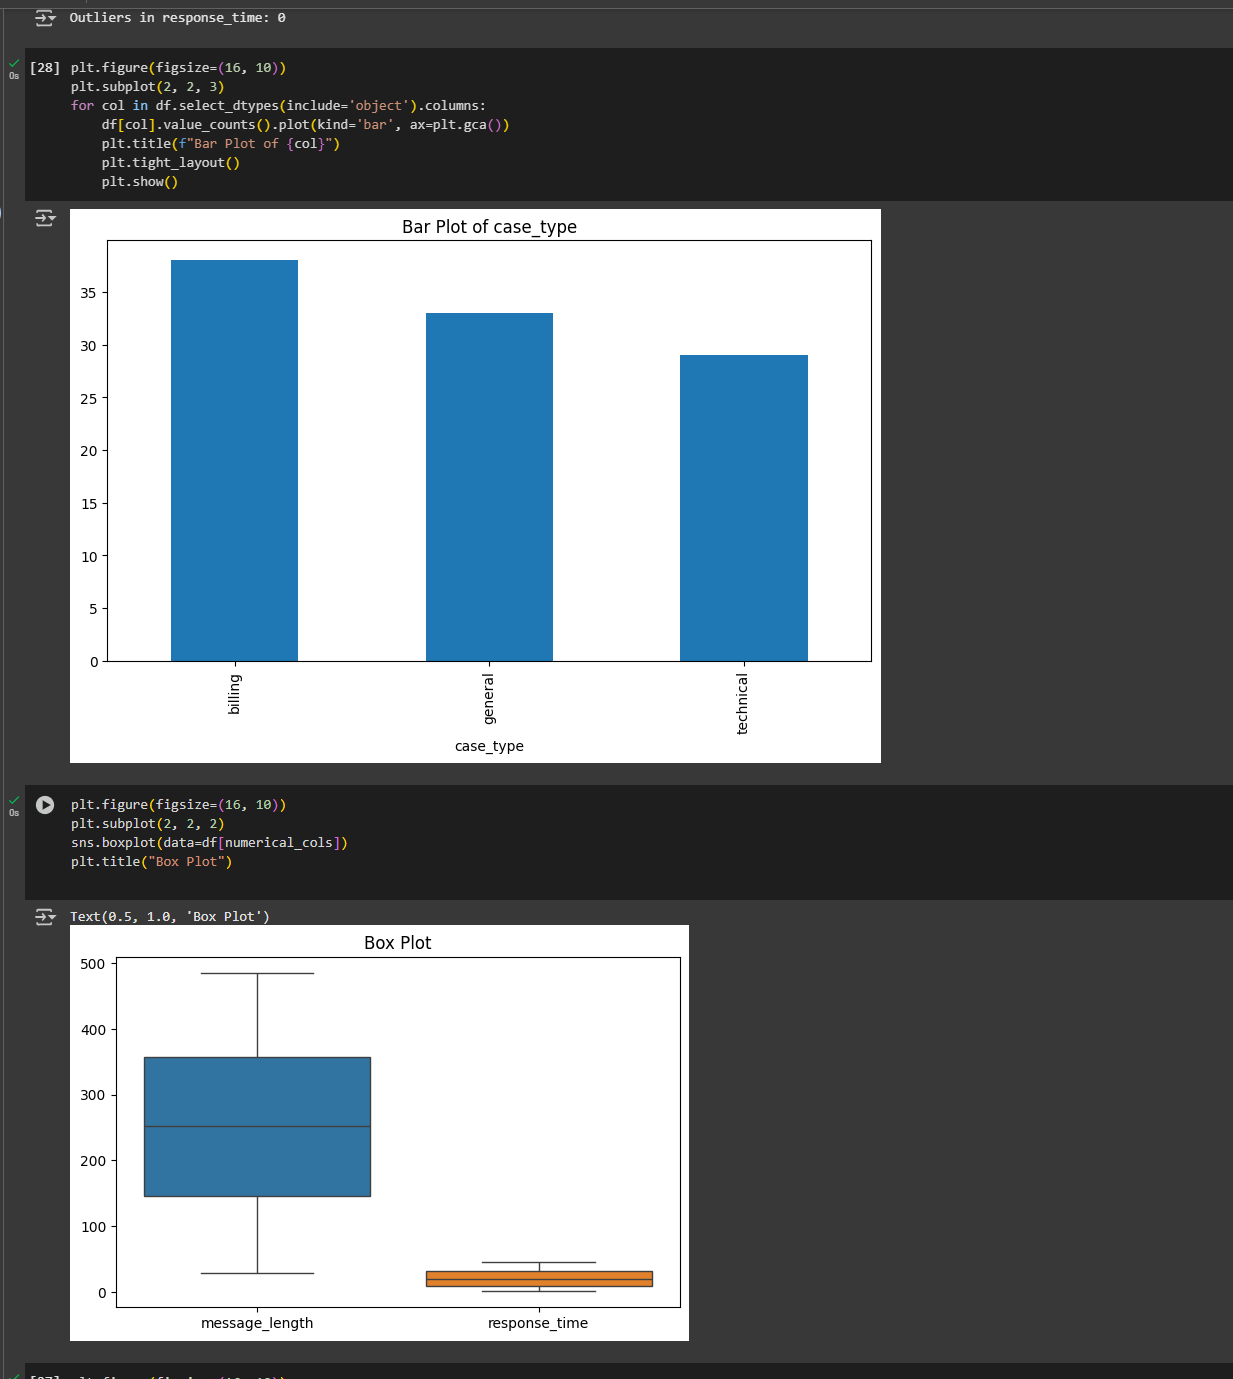 Outliers in response_time: 0
[28] plt.figure(figsize=(16, 10))
0s
plt.subplot(2, 2, 3)
for col in df.select_dtypes(include='object').columns:
    df[col].value_counts().plot(kind='bar', ax=plt.gca())
    plt.title(f"Bar Plot of {col}")
    plt.tight_layout()
    plt.show()
Bar Plot of case_type
35
30
25
20
15
10
5
0
billing
general
technical
case_type
plt.figure(figsize=(16, 10))
0s
plt.subplot(2, 2, 2)
sns.boxplot(data=df[numerical_cols])
plt.title("Box Plot")
Text(0.5, 1.0, 'Box Plot')
Box Plot
500
400
300
200
100
0
message_length
response_time